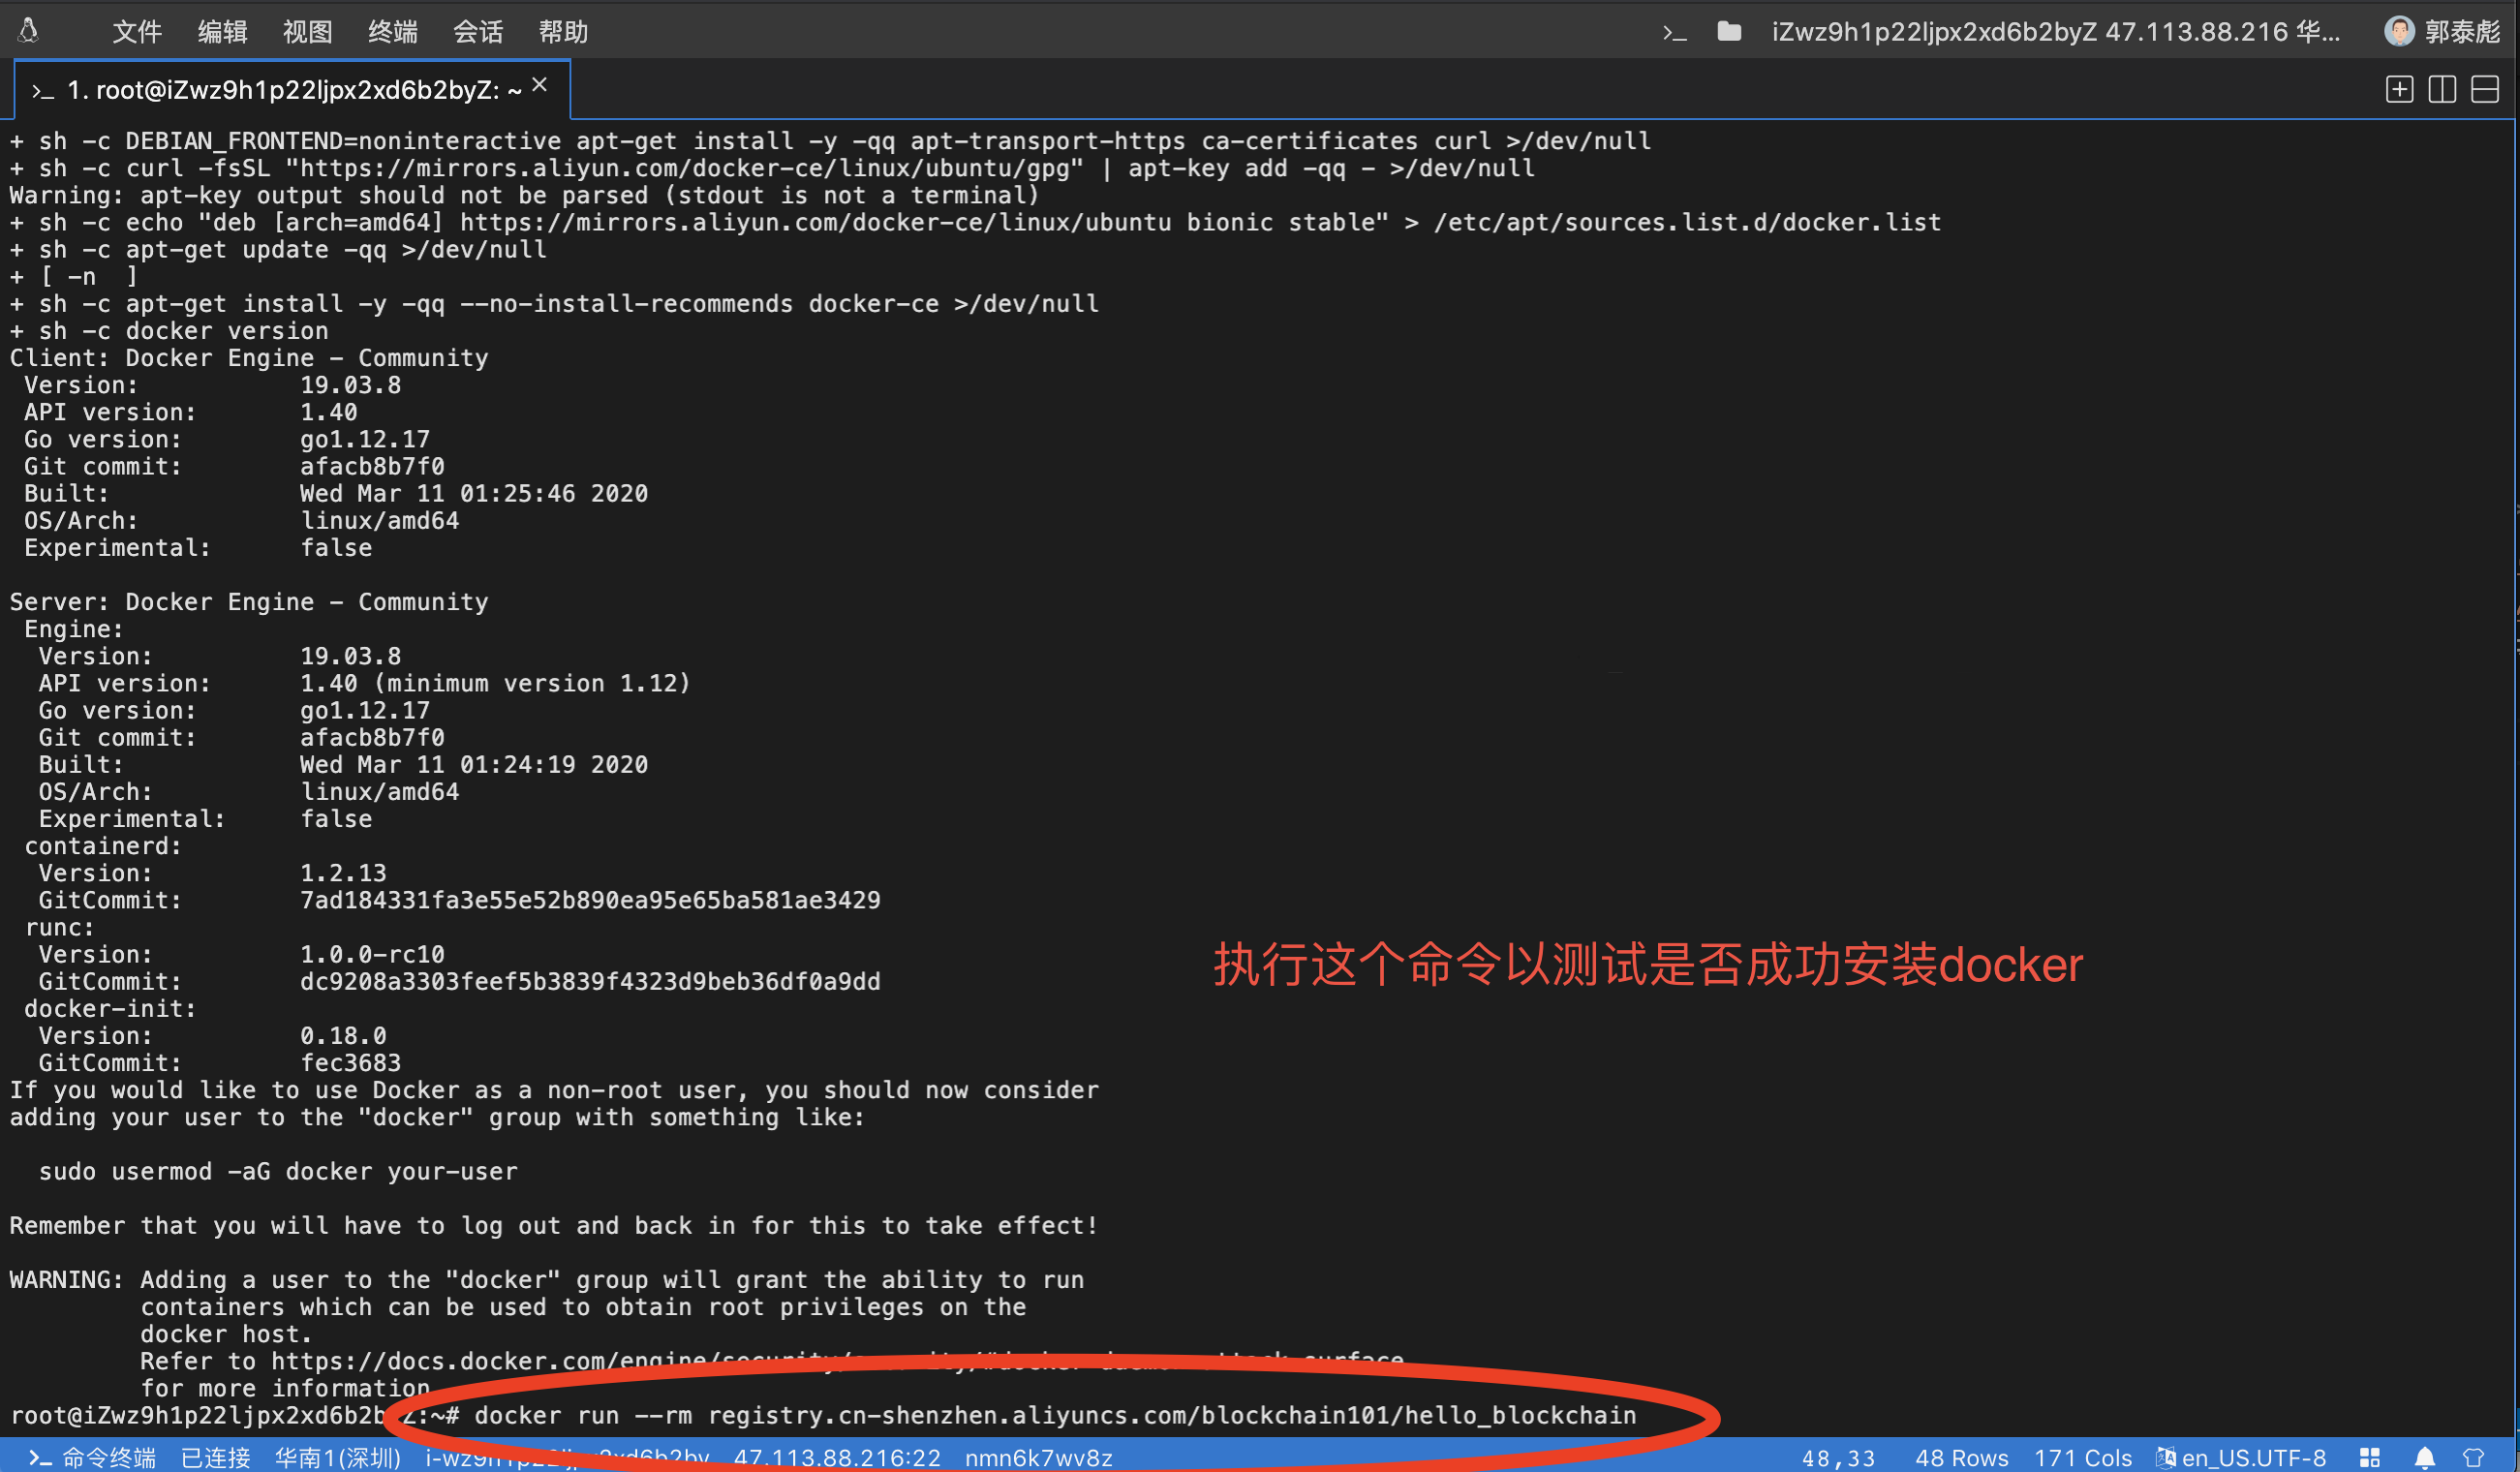 文件 编辑 视图 终端 会话 帮助
iZwz9h1p22ljpx2xd6b2byZ 47.113.88.216 华... 郭泰彪
1. root@iZwz9h1p22ljpx2xd6b2byZ: ~
+ sh -c DEBIAN_FRONTEND=noninteractive apt-get install -y -qq apt-transport-https ca-certificates curl >/dev/null
+ sh -c curl -fsSL "https://mirrors.aliyun.com/docker-ce/linux/ubuntu/gpg" | apt-key add -qq - >/dev/null
Warning: apt-key output should not be parsed (stdout is not a terminal)
+ sh -c echo "deb [arch=amd64] https://mirrors.aliyun.com/docker-ce/linux/ubuntu bionic stable" > /etc/apt/sources.list.d/docker.list
+ sh -c apt-get update -qq >/dev/null
+ [ -n  ]
+ sh -c apt-get install -y -qq --no-install-recommends docker-ce >/dev/null
+ sh -c docker version
Client: Docker Engine - Community
Version: 19.03.8
API version: 1.40
Go version: go1.12.17
Git commit: afacb8b7f0
Built: Wed Mar 11 01:25:46 2020
OS/Arch: linux/amd64
Experimental: false
Server: Docker Engine - Community
Engine:
Version: 19.03.8
API version: 1.40 (minimum version 1.12)
Go version: go1.12.17
Git commit: afacb8b7f0
Built: Wed Mar 11 01:24:19 2020
OS/Arch: linux/amd64
Experimental: false
containerd:
Version: 1.2.13
GitCommit: 7ad184331fa3e55e52b890ea95e65ba581ae3429
runc:
Version: 1.0.0-rc10
GitCommit: dc9208a3303feef5b3839f4323d9beb36df0a9dd
执行这个命令以测试是否成功安装docker
docker-init:
Version: 0.18.0
GitCommit: fec3683
If you would like to use Docker as a non-root user, you should now consider
adding your user to the "docker" group with something like:
sudo usermod -aG docker your-user
Remember that you will have to log out and back in for this to take effect!
WARNING: Adding a user to the "docker" group will grant the ability to run
containers which can be used to obtain root privileges on the
docker host.
Refer to https://docs.docker.com/engine/security/ surface
for more information
root@iZwz9h1p22ljpx2xd6b2byZ:~# docker run --rm registry.cn-shenzhen.aliyuncs.com/blockchain101/hello_blockchain
命令终端 已连接 华南1(深圳) 47.113.88.216:22 nmn6k7wv8z 48,33 48 Rows 171 Cols en_US.UTF-8